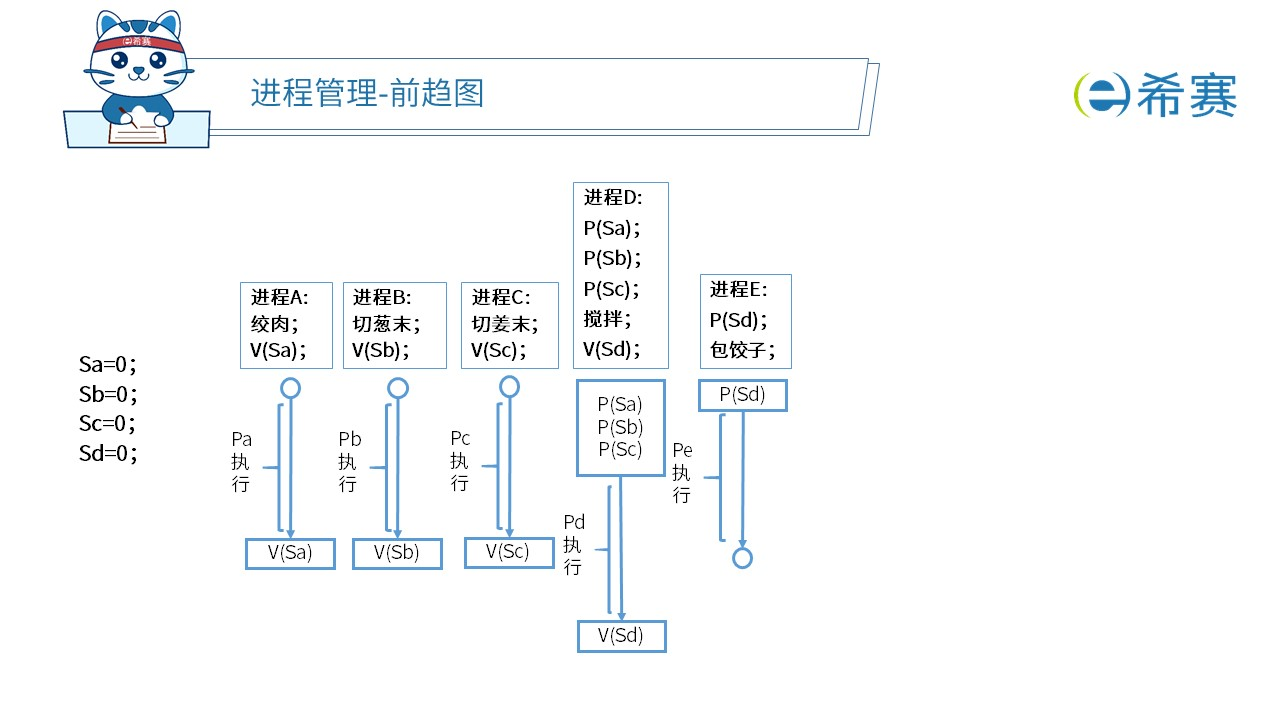 (e)希赛
进程管理-前趋图
e希赛
Sa=0；
Sb=0；
Sc=0；
Sd=0；
进程A:
绞肉；
V(Sa)；
进程B:
切葱末；
V(Sb)；
进程C:
切姜末；
V(Sc)；
进程D:
P(Sa)；
P(Sb)；
P(Sc)；
搅拌；
V(Sd)；
进程E:
P(Sd)；
包饺子；
Pa
执
行
V(Sa)
Pb
执
行
V(Sb)
Pc
执
行
V(Sc)
P(Sa)
P(Sb)
P(Sc)
Pd
执
行
V(Sd)
P(Sd)
Pe
执
行